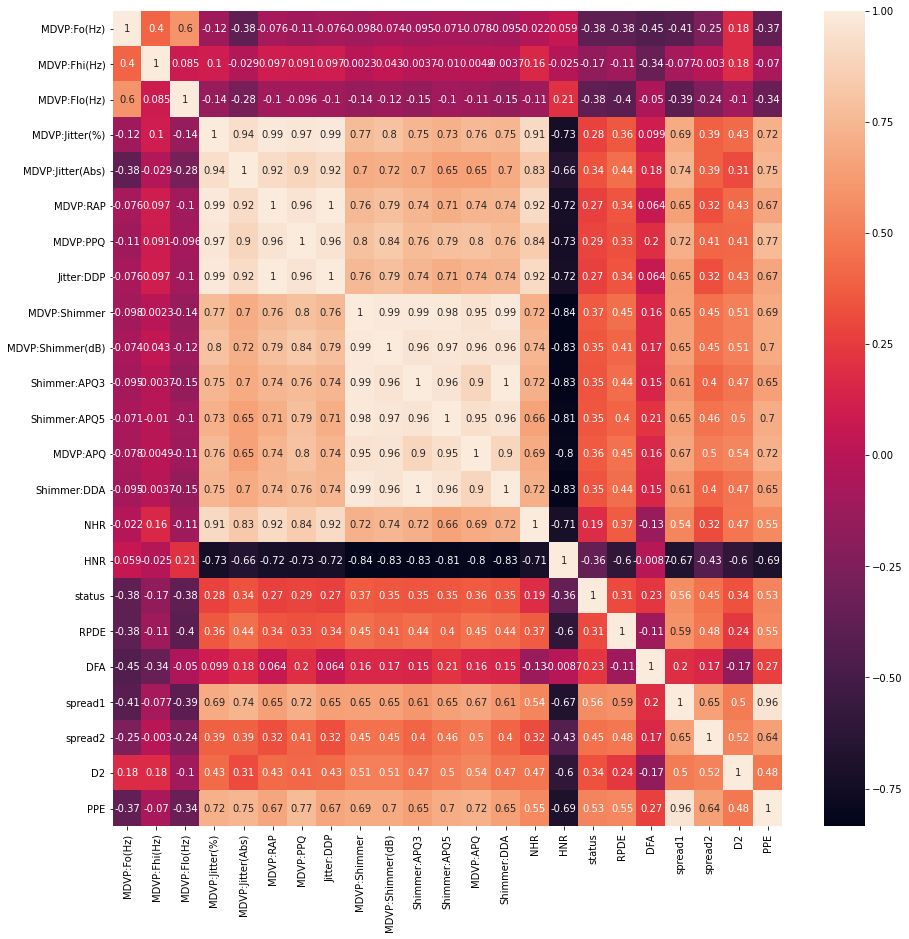 MDVP:Fo(Hz) 1 0.4 0.6 -0.12 -0.38 -0.076 -0.11 -0.076 -0.098 -0.074 -0.095 -0.071 -0.078 -0.095 -0.022 0.059 -0.38 -0.38 -0.45 -0.41 -0.25 0.18 -0.37
MDVP:Fhi(Hz) 0.4 1 0.085 0.1 -0.029 0.097 0.091 0.097 0.0023 0.043 -0.0037 -0.01 0.0049 -0.0037 0.16 -0.025 -0.17 -0.11 -0.34 -0.077 -0.003 0.18 -0.07
MDVP:Flo(Hz) 0.6 0.085 1 -0.14 -0.28 -0.1 -0.096 -0.1 -0.14 -0.12 -0.15 -0.1 -0.11 -0.15 -0.11 0.21 -0.38 -0.4 -0.05 -0.39 -0.24 -0.1 -0.34
MDVP:Jitter(%) -0.12 0.1 -0.14 1 0.94 0.99 0.97 0.99 0.77 0.8 0.75 0.73 0.76 0.75 0.91 -0.73 0.28 0.36 0.099 0.69 0.39 0.43 0.72
MDVP:Jitter(Abs) -0.38 -0.029 -0.28 0.94 1 0.92 0.9 0.92 0.7 0.72 0.7 0.65 0.65 0.7 0.83 -0.66 0.34 0.44 0.18 0.74 0.39 0.31 0.75
MDVP:RAP -0.076 0.097 -0.1 0.99 0.92 1 0.96 1 0.76 0.79 0.74 0.71 0.74 0.74 0.92 -0.72 0.27 0.34 0.064 0.65 0.32 0.43 0.67
MDVP:PPQ -0.11 0.091 -0.096 0.97 0.9 0.96 1 0.96 0.8 0.84 0.76 0.79 0.8 0.76 0.84 -0.73 0.29 0.33 0.2 0.72 0.41 0.41 0.77
Jitter:DDP -0.076 0.097 -0.1 0.99 0.92 1 0.96 1 0.76 0.79 0.74 0.71 0.74 0.74 0.92 -0.72 0.27 0.34 0.064 0.65 0.32 0.43 0.67
MDVP:Shimmer -0.098 0.0023 -0.14 0.77 0.7 0.76 0.8 0.76 1 0.99 0.99 0.98 0.95 0.99 0.72 -0.84 0.37 0.45 0.16 0.65 0.45 0.51 0.69
MDVP:Shimmer(dB) -0.074 0.043 -0.12 0.8 0.72 0.79 0.84 0.79 0.99 1 0.96 0.97 0.96 0.96 0.74 -0.83 0.35 0.41 0.17 0.65 0.45 0.51 0.7
Shimmer:APQ3 -0.095 -0.0037 -0.15 0.75 0.7 0.74 0.76 0.74 0.99 0.96 1 0.96 0.9 1 0.72 -0.83 0.35 0.44 0.15 0.61 0.4 0.47 0.65
Shimmer:APQ5 -0.071 -0.01 -0.1 0.73 0.65 0.71 0.79 0.71 0.98 0.97 0.96 1 0.95 0.96 0.66 -0.81 0.35 0.4 0.21 0.65 0.46 0.5 0.7
MDVP:APQ -0.078 0.0049 -0.11 0.76 0.65 0.74 0.8 0.74 0.95 0.96 0.9 0.95 1 0.9 0.69 -0.8 0.36 0.45 0.16 0.67 0.5 0.54 0.72
Shimmer:DDA -0.095 -0.0037 -0.15 0.75 0.7 0.74 0.76 0.74 0.99 0.96 1 0.96 0.9 1 0.72 -0.83 0.35 0.44 0.15 0.61 0.4 0.47 0.65
NHR -0.022 0.16 -0.11 0.91 0.83 0.92 0.84 0.92 0.72 0.74 0.72 0.66 0.69 0.72 1 -0.71 0.19 0.37 -0.13 0.54 0.32 0.47 0.55
HNR 0.059 -0.025 0.21 -0.73 -0.66 -0.72 -0.73 -0.72 -0.84 -0.83 -0.83 -0.81 -0.8 -0.83 -0.71 1 -0.36 -0.6 -0.0087 -0.67 -0.43 -0.6 -0.69
status -0.38 -0.17 -0.38 0.28 0.34 0.27 0.29 0.27 0.37 0.35 0.35 0.35 0.36 0.35 0.19 -0.36 1 0.31 0.23 0.56 0.45 0.34 0.53
RPDE -0.38 -0.11 -0.4 0.36 0.44 0.34 0.33 0.34 0.45 0.41 0.44 0.4 0.45 0.44 0.37 -0.6 0.31 1 -0.11 0.59 0.48 0.24 0.55
DFA -0.45 -0.34 -0.05 0.099 0.18 0.064 0.2 0.064 0.16 0.17 0.15 0.21 0.16 0.15 -0.13 -0.0087 0.23 -0.11 1 0.2 0.17 -0.17 0.27
spread1 -0.41 -0.077 -0.39 0.69 0.74 0.65 0.72 0.65 0.65 0.65 0.61 0.65 0.67 0.61 0.54 -0.67 0.56 0.59 0.2 1 0.65 0.5 0.96
spread2 -0.25 -0.003 -0.24 0.39 0.39 0.32 0.41 0.32 0.45 0.45 0.4 0.46 0.5 0.4 0.32 -0.43 0.45 0.48 0.17 0.65 1 0.52 0.64
D2 0.18 0.18 -0.1 0.43 0.31 0.43 0.41 0.43 0.51 0.51 0.47 0.5 0.54 0.47 0.47 -0.6 0.34 0.24 -0.17 0.5 0.52 1 0.48
PPE -0.37 -0.07 -0.34 0.72 0.75 0.67 0.77 0.67 0.69 0.7 0.65 0.7 0.72 0.65 0.55 -0.69 0.53 0.55 0.27 0.96 0.64 0.48 1
MDVP:Fo(Hz)
MDVP:Fhi(Hz)
MDVP:Flo(Hz)
MDVP:Jitter(%)
MDVP:Jitter(Abs)
MDVP:RAP
MDVP:PPQ
Jitter:DDP
MDVP:Shimmer
MDVP:Shimmer(dB)
Shimmer:APQ3
Shimmer:APQ5
MDVP:APQ
Shimmer:DDA
NHR
HNR
status
RPDE
DFA
spread1
spread2
D2
PPE
1.00
0.75
0.50
0.25
0.00
−0.25
−0.50
−0.75